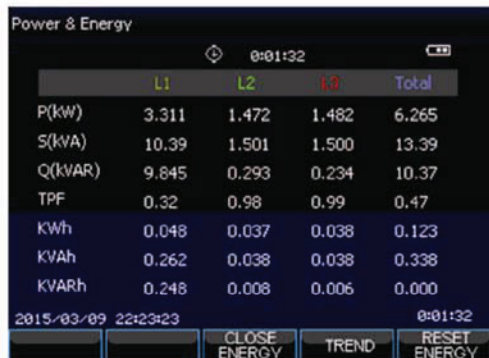 Power & Energy
0:01:32
L1 L2 L3 Total
P(kW) 3.311 1.472 1.482 6.265
S(kVA) 10.39 1.501 1.500 13.39
Q(kVAR) 9.845 0.293 0.234 10.37
TPF 0.32 0.98 0.99 0.47
KWh 0.048 0.037 0.038 0.123
KVAh 0.262 0.038 0.038 0.338
KVARh 0.248 0.008 0.006 0.000
2015/03/09 22:23:23 0:01:32
CLOSE ENERGY TREND RESET ENERGY